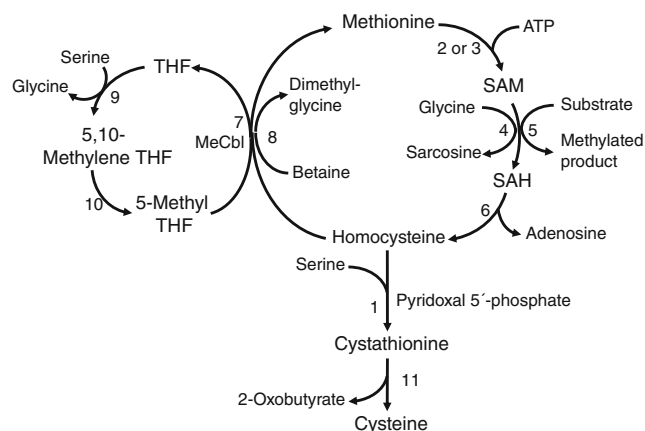 Methionine
ATP
2 or 3
Serine
THF
Glycine
9
Dimethyl-
glycine
SAM
Glycine
Substrate
7
5,10-
Methylene THF
MeCbl
8
4
5
Sarcosine
Methylated
product
Betaine
SAH
10
5-Methyl
THF
6
Homocysteine
Adenosine
Serine
1
Pyridoxal 5´-phosphate
Cystathionine
11
2-Oxobutyrate
Cysteine